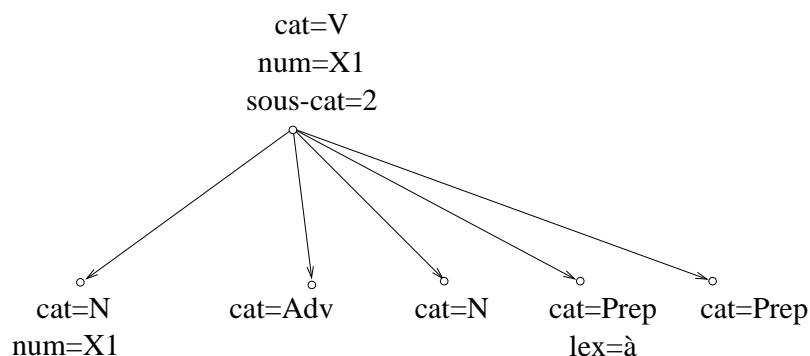 cat=V
num=X1
sous-cat=2
cat=N
num=X1
cat=Adv
cat=N
cat=Prep
lex=à
cat=Prep